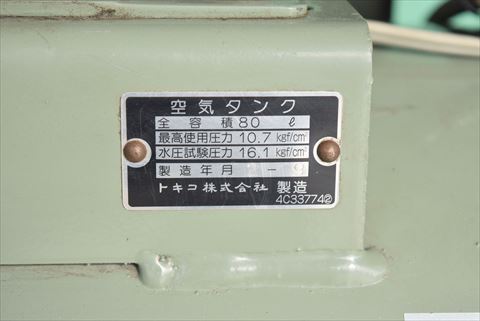 空気タンク
全容積 80 ℓ
最高使用圧力 10.7 kgf/cm²
水圧試験圧力 16.1 kgf/cm²
製造年月 -
トキコ株式会社 製造
4C33774②